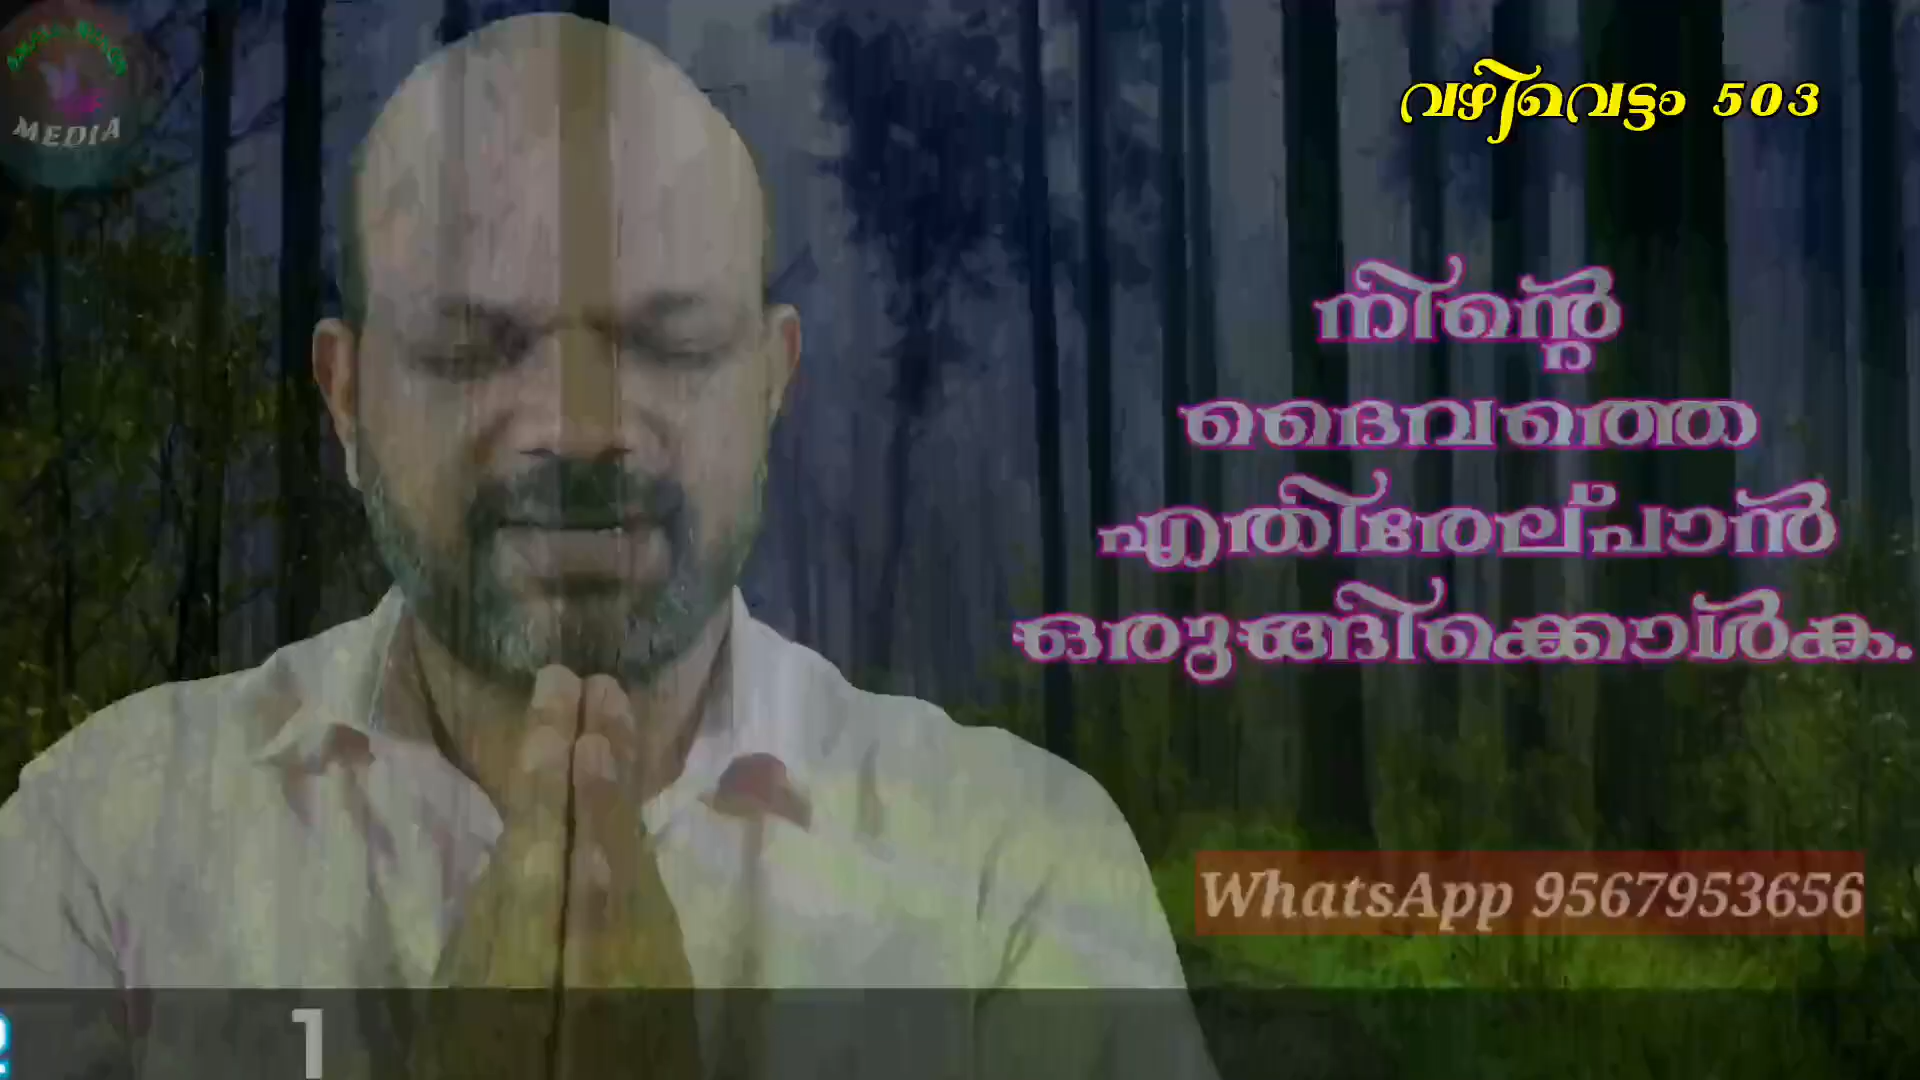 MEDIA
വഴിവെട്ടം 503
നിന്റെ
ദൈവത്തെ
എതിരേല്പാൻ
ഒരുങ്ങിക്കൊൾക.
WhatsApp 9567953656
1